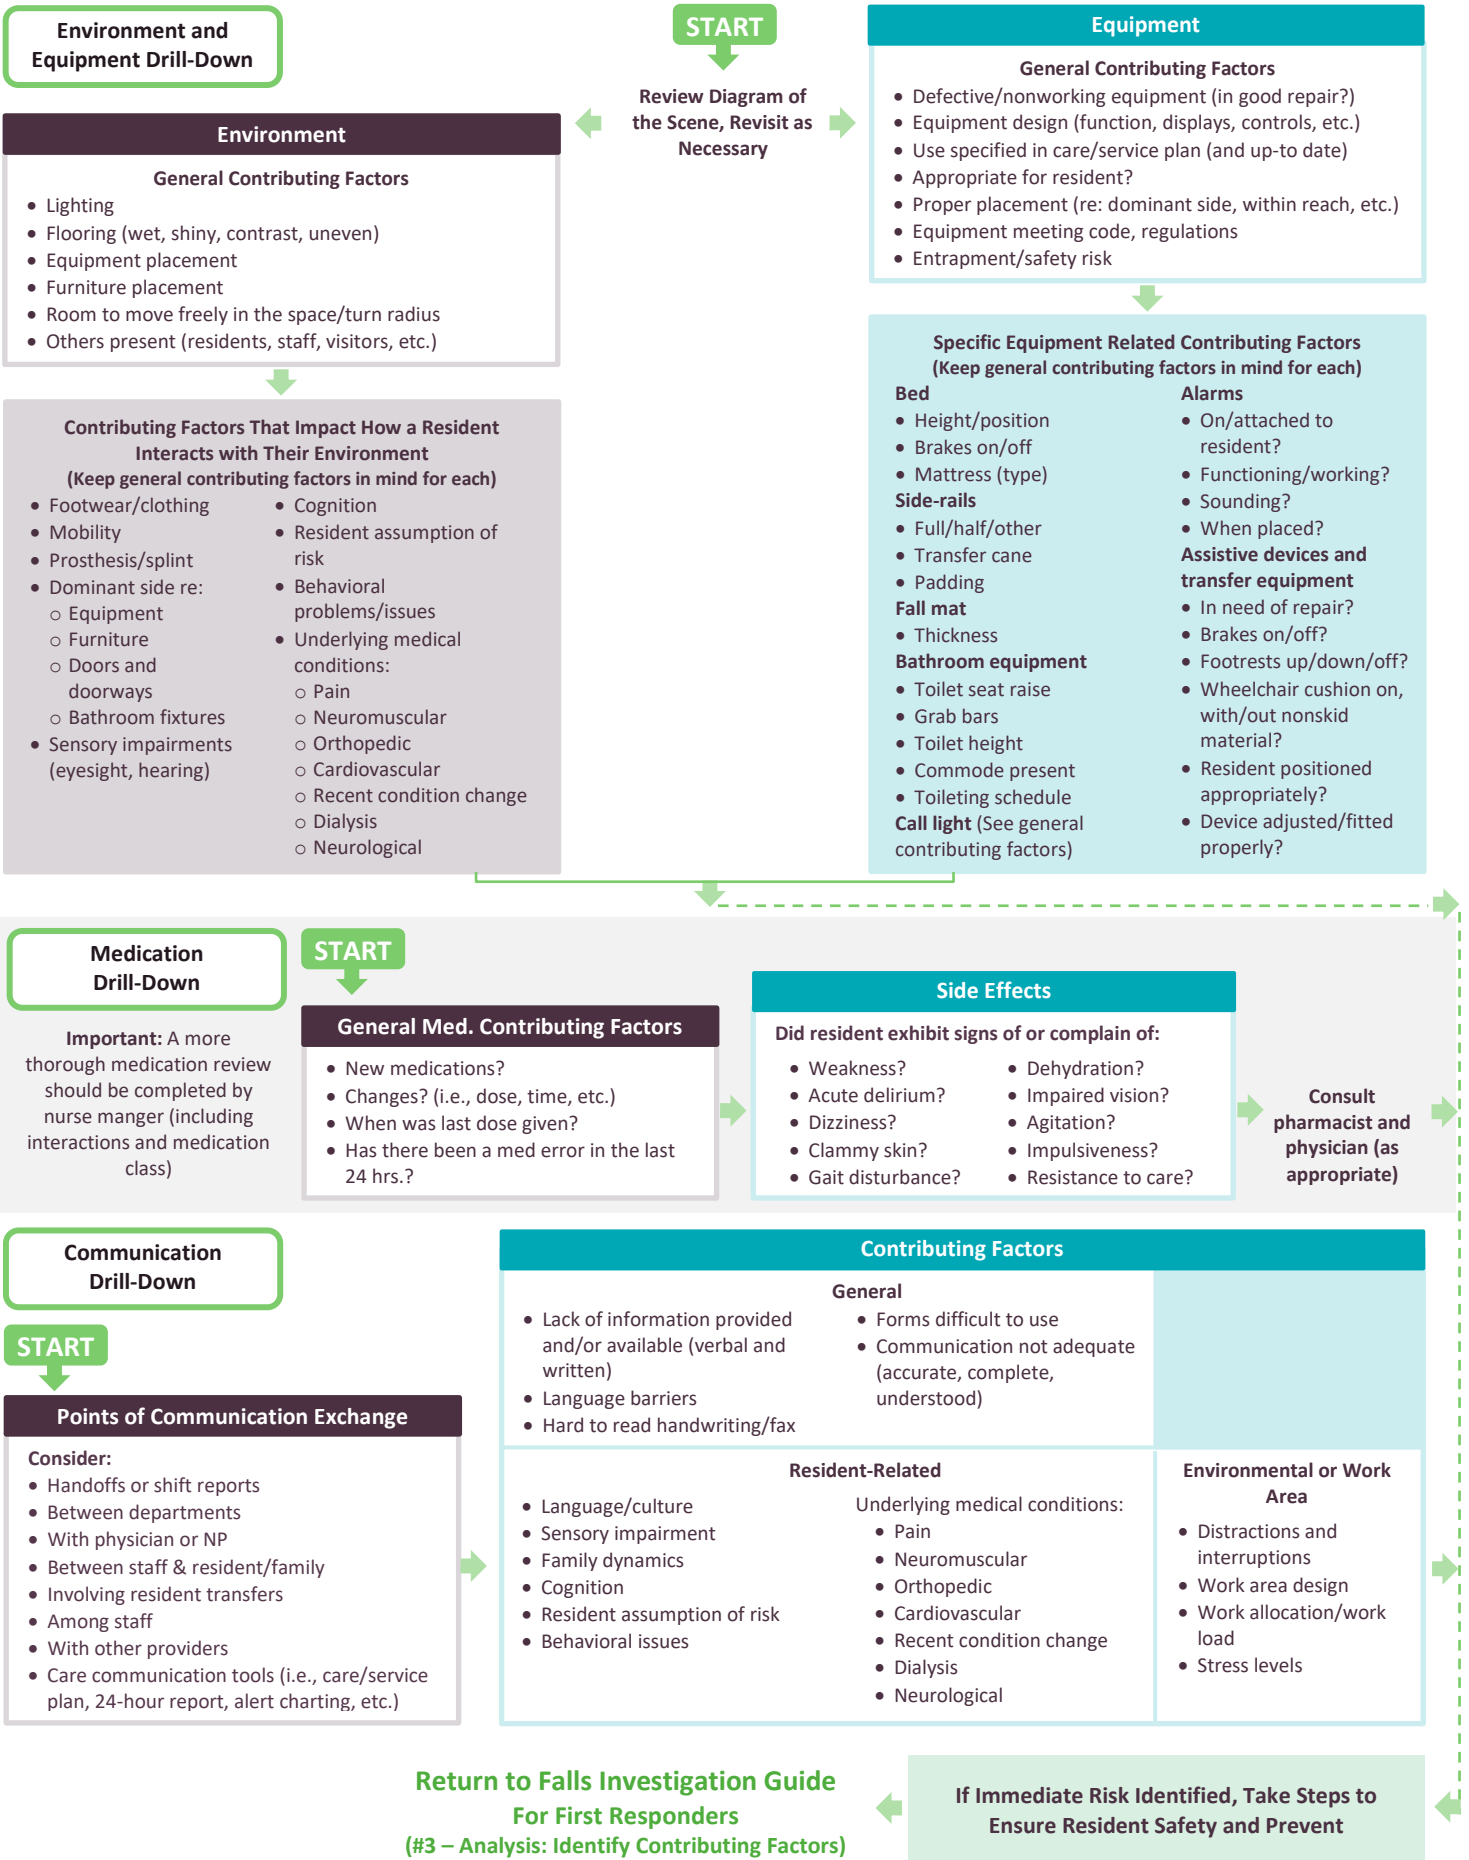 Environment and
Equipment Drill-Down
START
Review Diagram of
the Scene, Revisit as
Necessary
Environment
General Contributing Factors
• Lighting
• Flooring (wet, shiny, contrast, uneven)
• Equipment placement
• Furniture placement
• Room to move freely in the space/turn radius
• Others present (residents, staff, visitors, etc.)
Contributing Factors That Impact How a Resident
Interacts with Their Environment
(Keep general contributing factors in mind for each)
• Footwear/clothing
• Mobility
• Prosthesis/splint
• Dominant side re:
o Equipment
o Furniture
o Doors and
doorways
o Bathroom fixtures
• Sensory impairments
(eyesight, hearing)
• Cognition
• Resident assumption of
risk
• Behavioral
problems/issues
• Underlying medical
conditions:
o Pain
o Neuromuscular
o Orthopedic
o Cardiovascular
o Recent condition change
o Dialysis
o Neurological
Equipment
General Contributing Factors
• Defective/nonworking equipment (in good repair?)
• Equipment design (function, displays, controls, etc.)
• Use specified in care/service plan (and up-to date)
• Appropriate for resident?
• Proper placement (re: dominant side, within reach, etc.)
• Equipment meeting code, regulations
• Entrapment/safety risk
Specific Equipment Related Contributing Factors
(Keep general contributing factors in mind for each)
Bed
• Height/position
• Brakes on/off
• Mattress (type)
Side-rails
• Full/half/other
• Transfer cane
• Padding
Fall mat
• Thickness
Bathroom equipment
• Toilet seat raise
• Grab bars
• Toilet height
• Commode present
• Toileting schedule
Call light (See general
contributing factors)
Alarms
• On/attached to
resident?
• Functioning/working?
• Sounding?
• When placed?
Assistive devices and
transfer equipment
• In need of repair?
• Brakes on/off?
• Footrests up/down/off?
• Wheelchair cushion on,
with/out nonskid
material?
• Resident positioned
appropriately?
• Device adjusted/fitted
properly?
Medication
Drill-Down
Important: A more
thorough medication review
should be completed by
nurse manger (including
interactions and medication
class)
START
General Med. Contributing Factors
• New medications?
• Changes? (i.e., dose, time, etc.)
• When was last dose given?
• Has there been a med error in the last
24 hrs.?
Side Effects
Did resident exhibit signs of or complain of:
• Weakness?
• Acute delirium?
• Dizziness?
• Clammy skin?
• Gait disturbance?
• Dehydration?
• Impaired vision?
• Agitation?
• Impulsiveness?
• Resistance to care?
Consult
pharmacist and
physician (as
appropriate)
Communication
Drill-Down
START
Points of Communication Exchange
Consider:
• Handoffs or shift reports
• Between departments
• With physician or NP
• Between staff & resident/family
• Involving resident transfers
• Among staff
• With other providers
• Care communication tools (i.e., care/service
plan, 24-hour report, alert charting, etc.)
Contributing Factors
General
• Lack of information provided
and/or available (verbal and
written)
• Language barriers
• Hard to read handwriting/fax
• Forms difficult to use
• Communication not adequate
(accurate, complete,
understood)
Resident-Related
• Language/culture
• Sensory impairment
• Family dynamics
• Cognition
• Resident assumption of risk
• Behavioral issues
Underlying medical conditions:
• Pain
• Neuromuscular
• Orthopedic
• Cardiovascular
• Recent condition change
• Dialysis
• Neurological
Environmental or Work
Area
• Distractions and
interruptions
• Work area design
• Work allocation/work
load
• Stress levels
If Immediate Risk Identified, Take Steps to
Ensure Resident Safety and Prevent
Return to Falls Investigation Guide
For First Responders
(#3 – Analysis: Identify Contributing Factors)